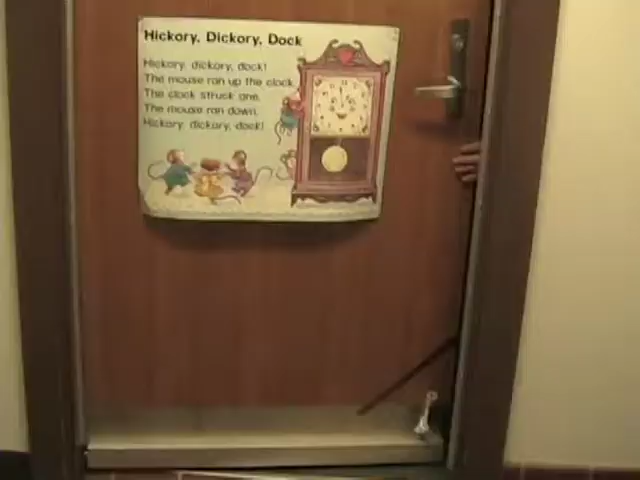 Hickory, Dickory, Dock
Hickory, dickory, dock!
The mouse ran up the clock.
The clock struck one,
The mouse ran down,
Hickory, dickory, dock!